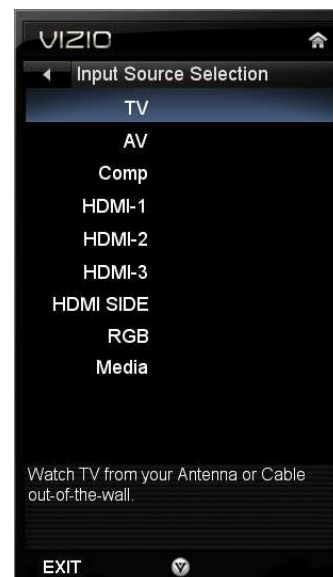 VIZIO
Input Source Selection
TV
AV
Comp
HDMI-1
HDMI-2
HDMI-3
HDMI SIDE
RGB
Media
Watch TV from your Antenna or Cable
out-of-the-wall.
EXIT